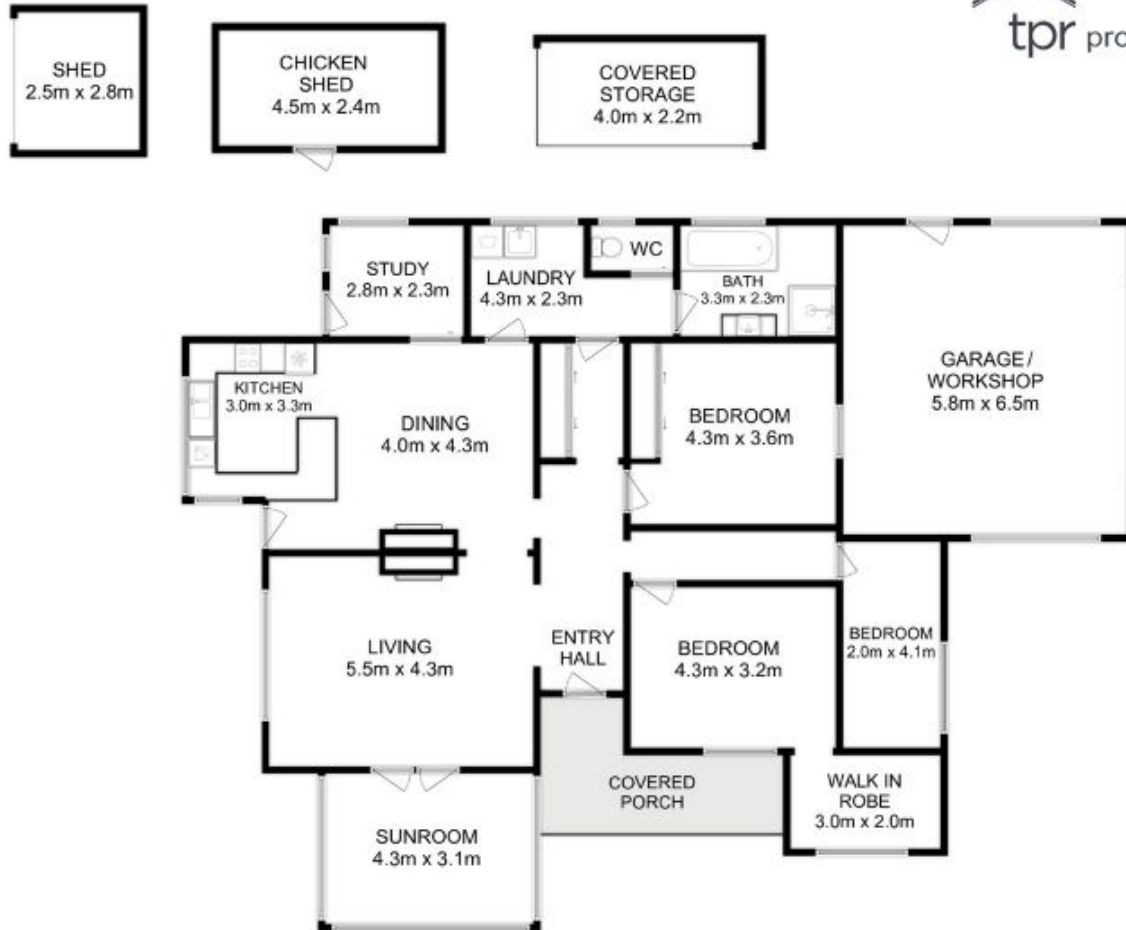 tpr pro
SHED
2.5m x 2.8m
CHICKEN
SHED
4.5m x 2.4m
COVERED
STORAGE
4.0m x 2.2m
STUDY
2.8m x 2.3m
LAUNDRY
4.3m x 2.3m
WC
BATH
3.3m x 2.3m
KITCHEN
3.0m x 3.3m
DINING
4.0m x 4.3m
BEDROOM
4.3m x 3.6m
GARAGE /
WORKSHOP
5.8m x 6.5m
LIVING
5.5m x 4.3m
ENTRY
HALL
BEDROOM
4.3m x 3.2m
BEDROOM
2.0m x 4.1m
COVERED
PORCH
WALK IN
ROBE
3.0m x 2.0m
SUNROOM
4.3m x 3.1m